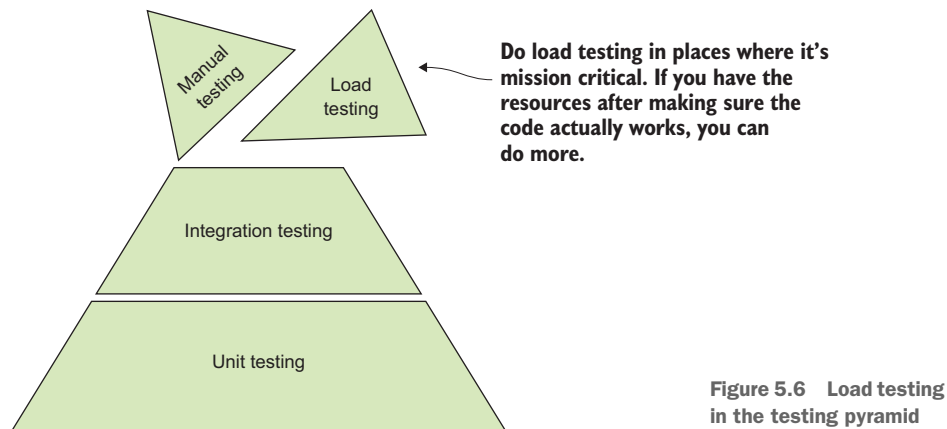 Manual
testing
Load
testing
Do load testing in places where it's
mission critical. If you have the
resources after making sure the
code actually works, you can
do more.
Integration testing
Unit testing
Figure 5.6 Load testing
in the testing pyramid